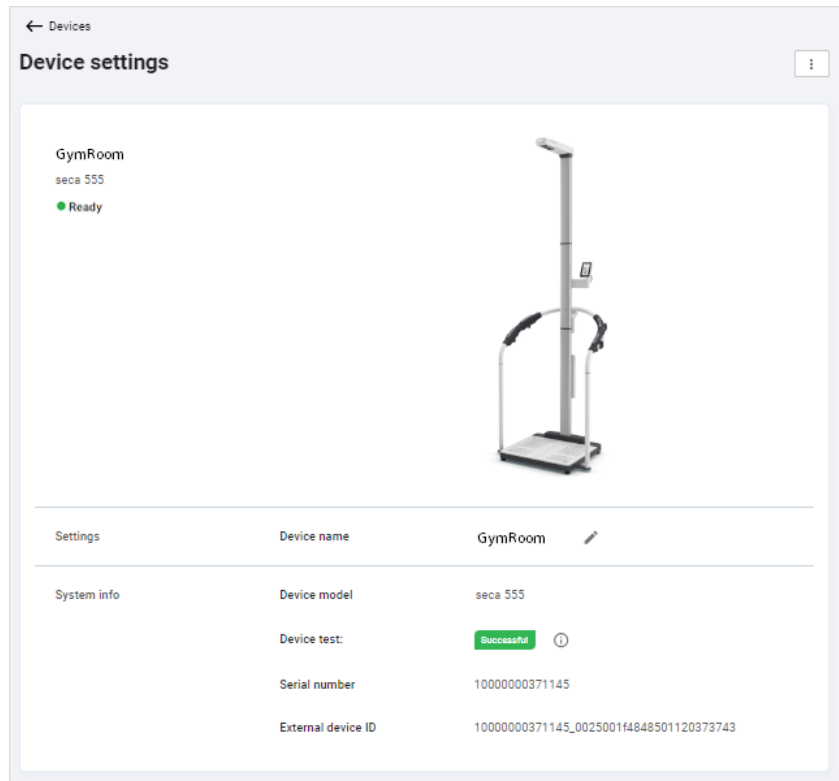 ← Devices
Device settings
GymRoom
seca 555
Ready
Settings Device name GymRoom
System info Device model seca 555
Device test: Successful
Serial number 10000000371145
External device ID 10000000371145_0025001f4848501120373743